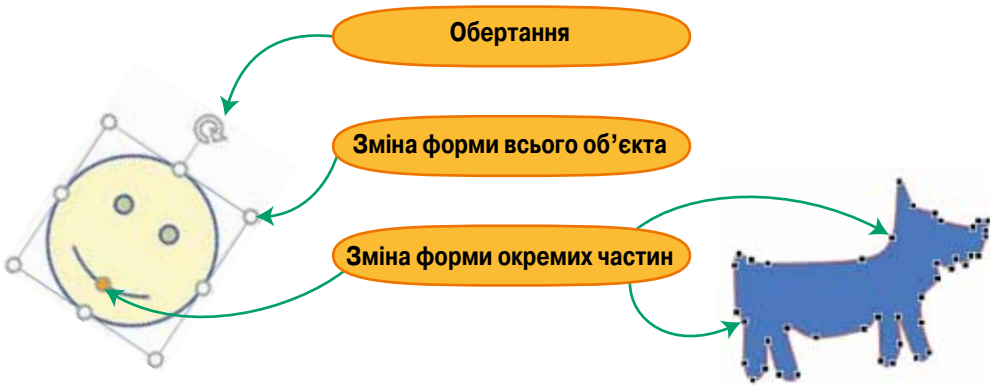 Обертання
Зміна форми всього об’єкта
Зміна форми окремих частин